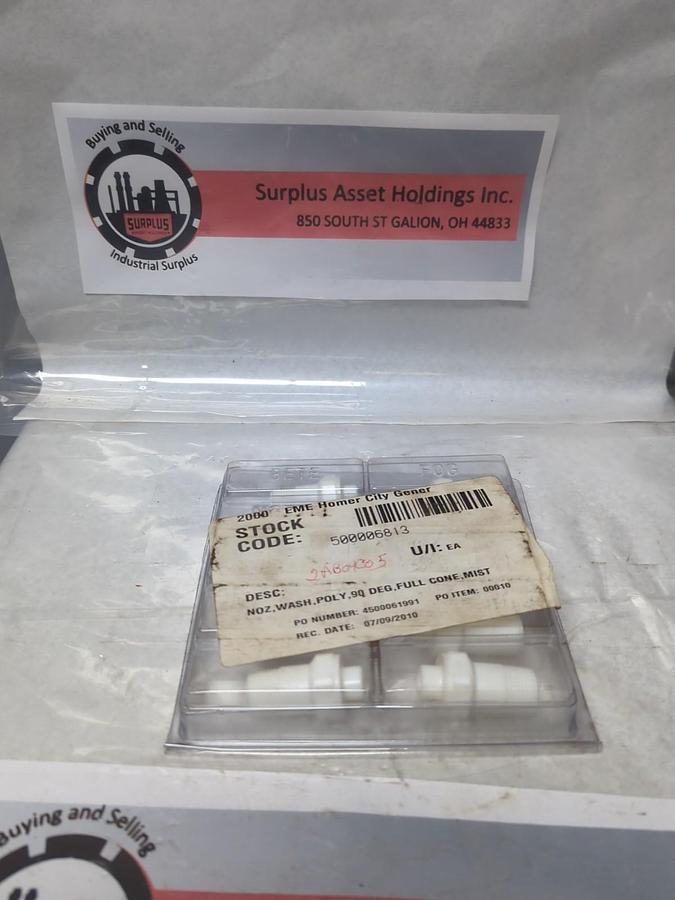 Buying and Selling
SURPLUS
Industrial Surplus
Surplus Asset Holdings Inc.
850 SOUTH ST GALION, OH 44833
BETE FOG
2000 EME Homer City Gener
STOCK
CODE: 500006813
U/I: EA
DESC:
NOZ,WASH,POLY,90 DEG,FULL CONE,MIST
PO NUMBER: 4500061991 PO ITEM: 00010
REC. DATE: 07/09/2010
Buying and Selling